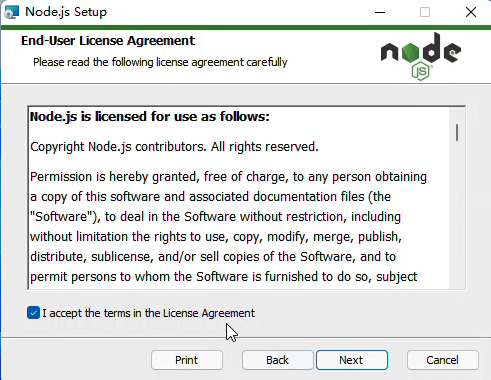 Node.js Setup
End-User License Agreement
Please read the following license agreement carefully
node
JS
Node.js is licensed for use as follows:
Copyright Node.js contributors. All rights reserved.
Permission is hereby granted, free of charge, to any person obtaining
a copy of this software and associated documentation files (the
"Software"), to deal in the Software without restriction, including
without limitation the rights to use, copy, modify, merge, publish,
distribute, sublicense, and/or sell copies of the Software, and to
permit persons to whom the Software is furnished to do so, subject
I accept the terms in the License Agreement
Print
Back
Next
Cancel